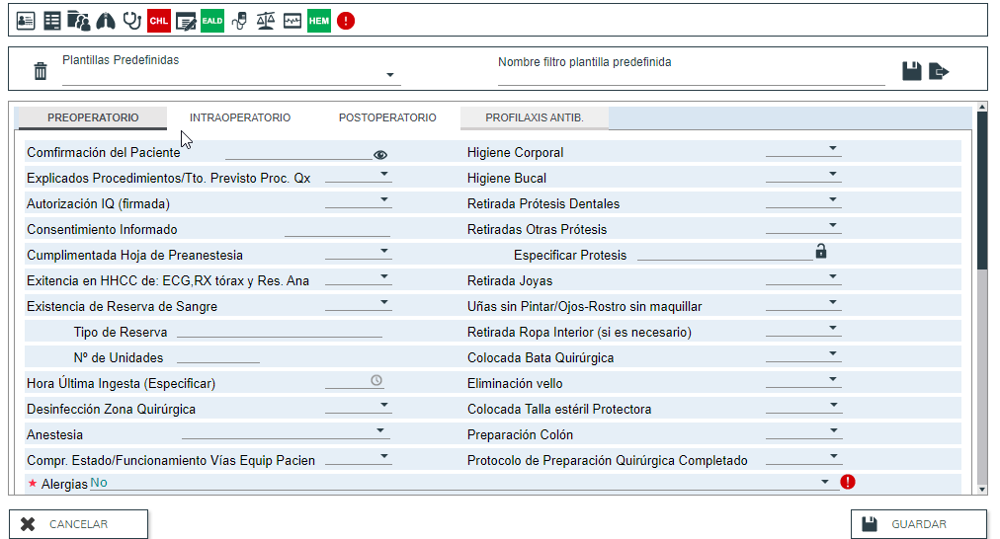 CHL EALD HEM
Plantillas Predefinidas
Nombre filtro plantilla predefinida
PREOPERATORIO INTRAOPERATORIO POSTOPERATORIO PROFILAXIS ANTIB.
Comfirmación del Paciente
Explicados Procedimientos/Tto. Previsto Proc. Qx
Autorización IQ (firmada)
Consentimiento Informado
Cumplimentada Hoja de Preanestesia
Exitencia en HHCC de: ECG,RX tórax y Res. Ana
Existencia de Reserva de Sangre
Tipo de Reserva
Nº de Unidades
Hora Última Ingesta (Especificar)
Desinfección Zona Quirúrgica
Anestesia
Compr. Estado/Funcionamiento Vías Equip Pacien
Higiene Corporal
Higiene Bucal
Retirada Prótesis Dentales
Retiradas Otras Prótesis
Especificar Protesis
Retirada Joyas
Uñas sin Pintar/Ojos-Rostro sin maquillar
Retirada Ropa Interior (si es necesario)
Colocada Bata Quirúrgica
Eliminación vello
Colocada Talla estéril Protectora
Preparación Colón
Protocolo de Preparación Quirúrgica Completado
* Alergias No
CANCELAR
GUARDAR